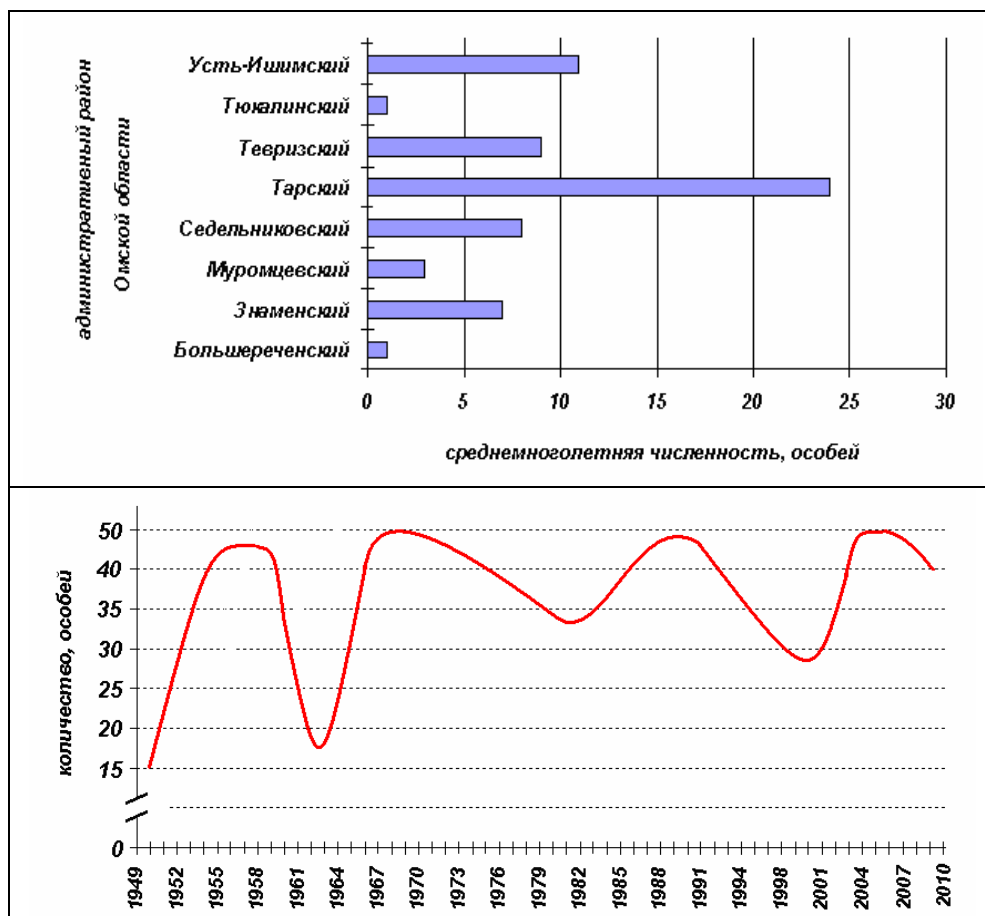 административный район
Омской области
Усть-Ишимский
Тюкалинский
Тевризский
Тарский
Седельниковский
Муромцевский
Знаменский
Большереченский
0 5 10 15 20 25 30
среднемноголетняя численность, особей
количество, особей
50
40
35
30
25
20
15
0
1949 1952 1955 1958 1961 1964 1967 1970 1973 1976 1979 1982 1985 1988 1991 1994 1998 2001 2004 2007 2010